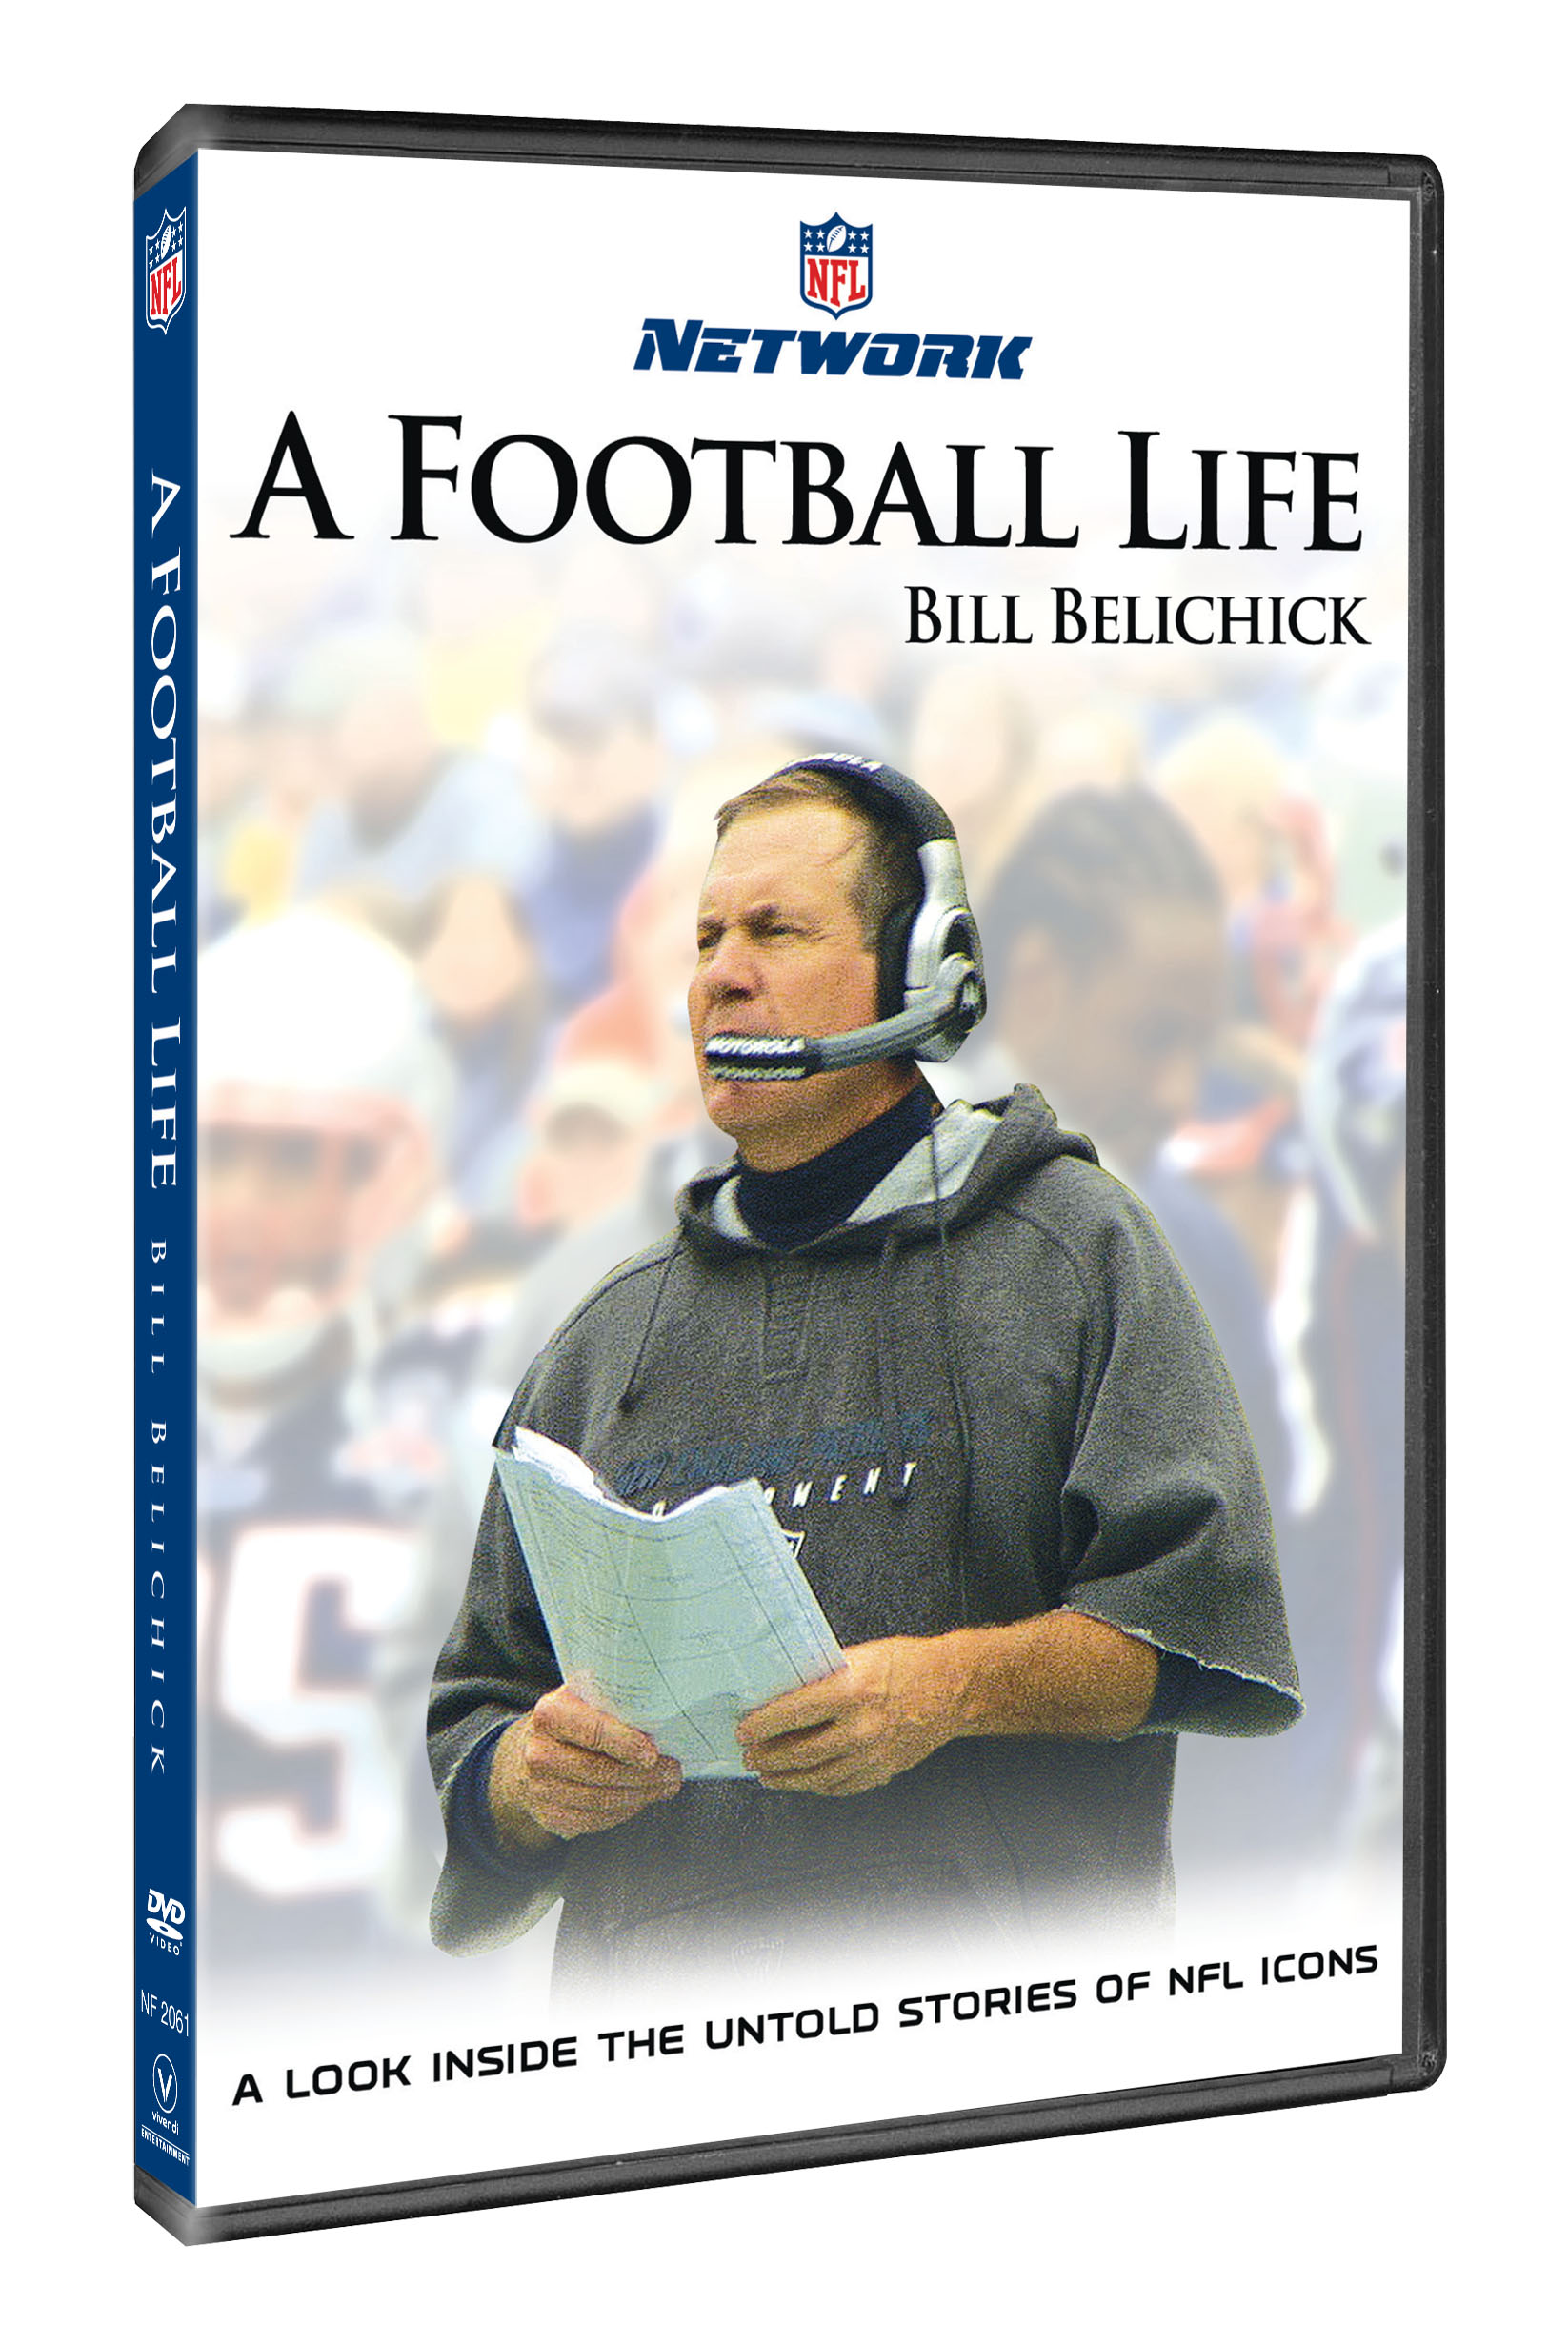 NFL
NETWORK
A FOOTBALL LIFE
BILL BELICHICK
MOTOROLA
A LOOK INSIDE THE UNTOLD STORIES OF NFL ICONS
NFL
A FOOTBALL LIFE BILL BELICHICK
DVD
VIDEO
NF 2061
V
vivendi
ENTERTAINMENT